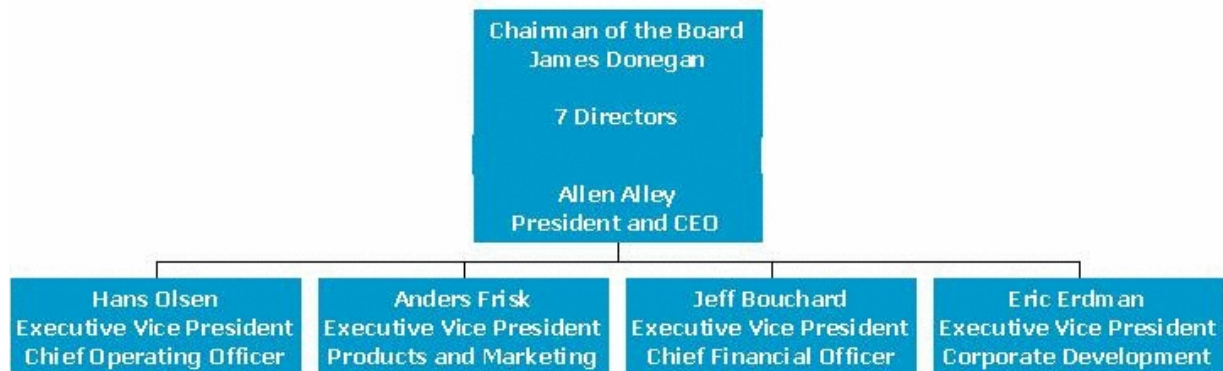 Chairman of the Board
James Donegan
7 Directors
Allen Alley
President and CEO
Hans Olsen
Executive Vice President
Chief Operating Officer
Anders Frisk
Executive Vice President
Products and Marketing
Jeff Bouchard
Executive Vice President
Chief Financial Officer
Eric Erdman
Executive Vice President
Corporate Development